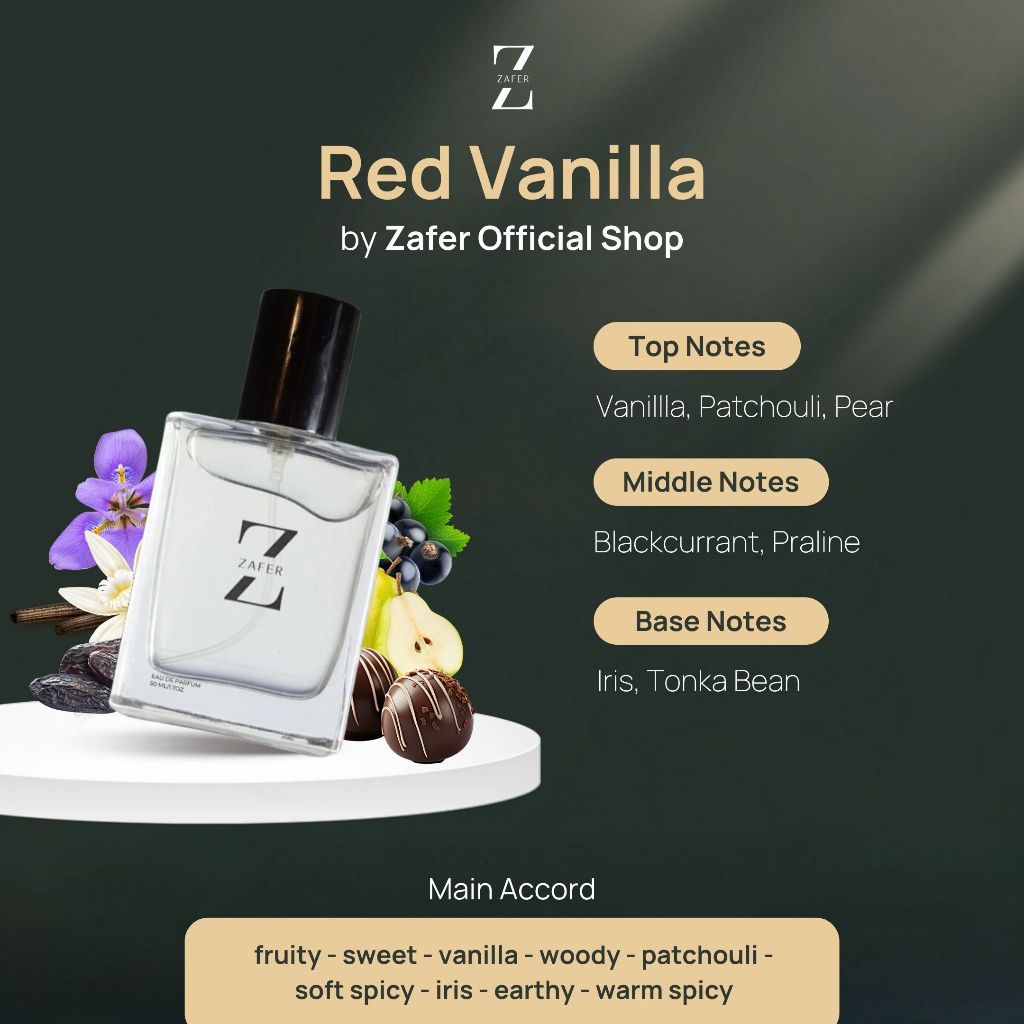 ZAFER
Red Vanilla
by Zafer Official Shop
Top Notes
Vanillla, Patchouli, Pear
Middle Notes
Blackcurrant, Praline
Base Notes
Iris, Tonka Bean
ZAFER
EAU DE PARFUM
50 ML/1.7OZ
Main Accord
fruity - sweet - vanilla - woody - patchouli -
soft spicy - iris - earthy - warm spicy